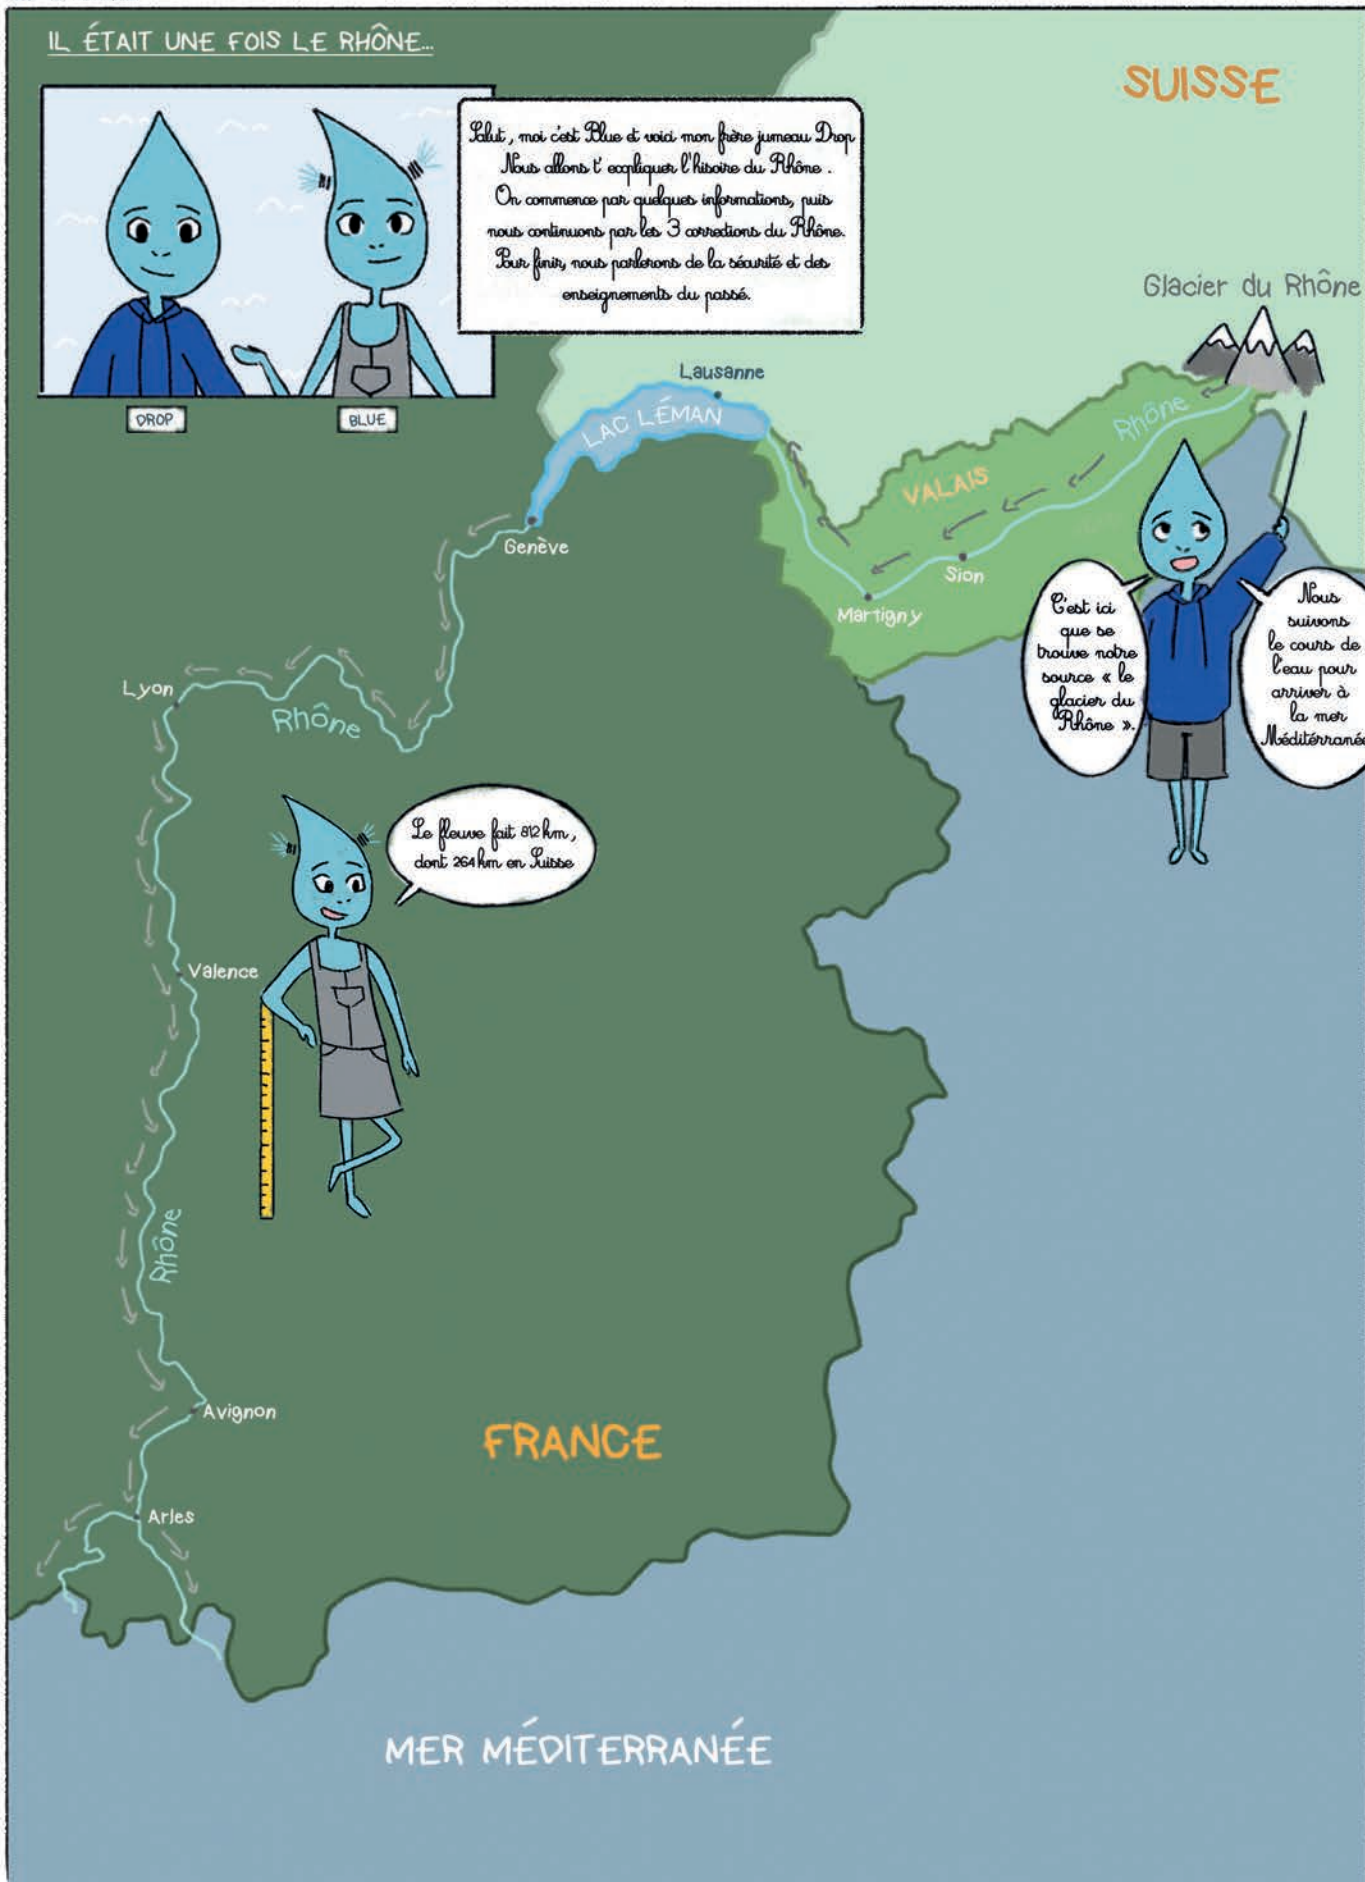 IL ÉTAIT UNE FOIS LE RHÔNE...
Salut, moi c'est Blue et voici mon frère jumeau Drop
Nous allons t'expliquer l'hisoire du Rhône.
On commence par quelques informations, puis
nous continuons par les 3 corrections du Rhône.
Pour finir, nous parlerons de la sécurité et des
enseignements du passé.
DROP
BLUE
SUISSE
Glacier du Rhône
Lausanne
LAC LÉMAN
Rhône
VALAIS
Genève
Sion
Martigny
C'est ici
que se
trouve notre
source « le
glacier du
Rhône ».
Nous
suivons
le cours de
l'eau pour
arriver à
la mer
Méditérranée
Lyon
Rhône
Le fleuve fait 812 km,
dont 264 km en Suisse
Valence
Rhône
Avignon
FRANCE
Arles
MER MÉDITERRANÉE